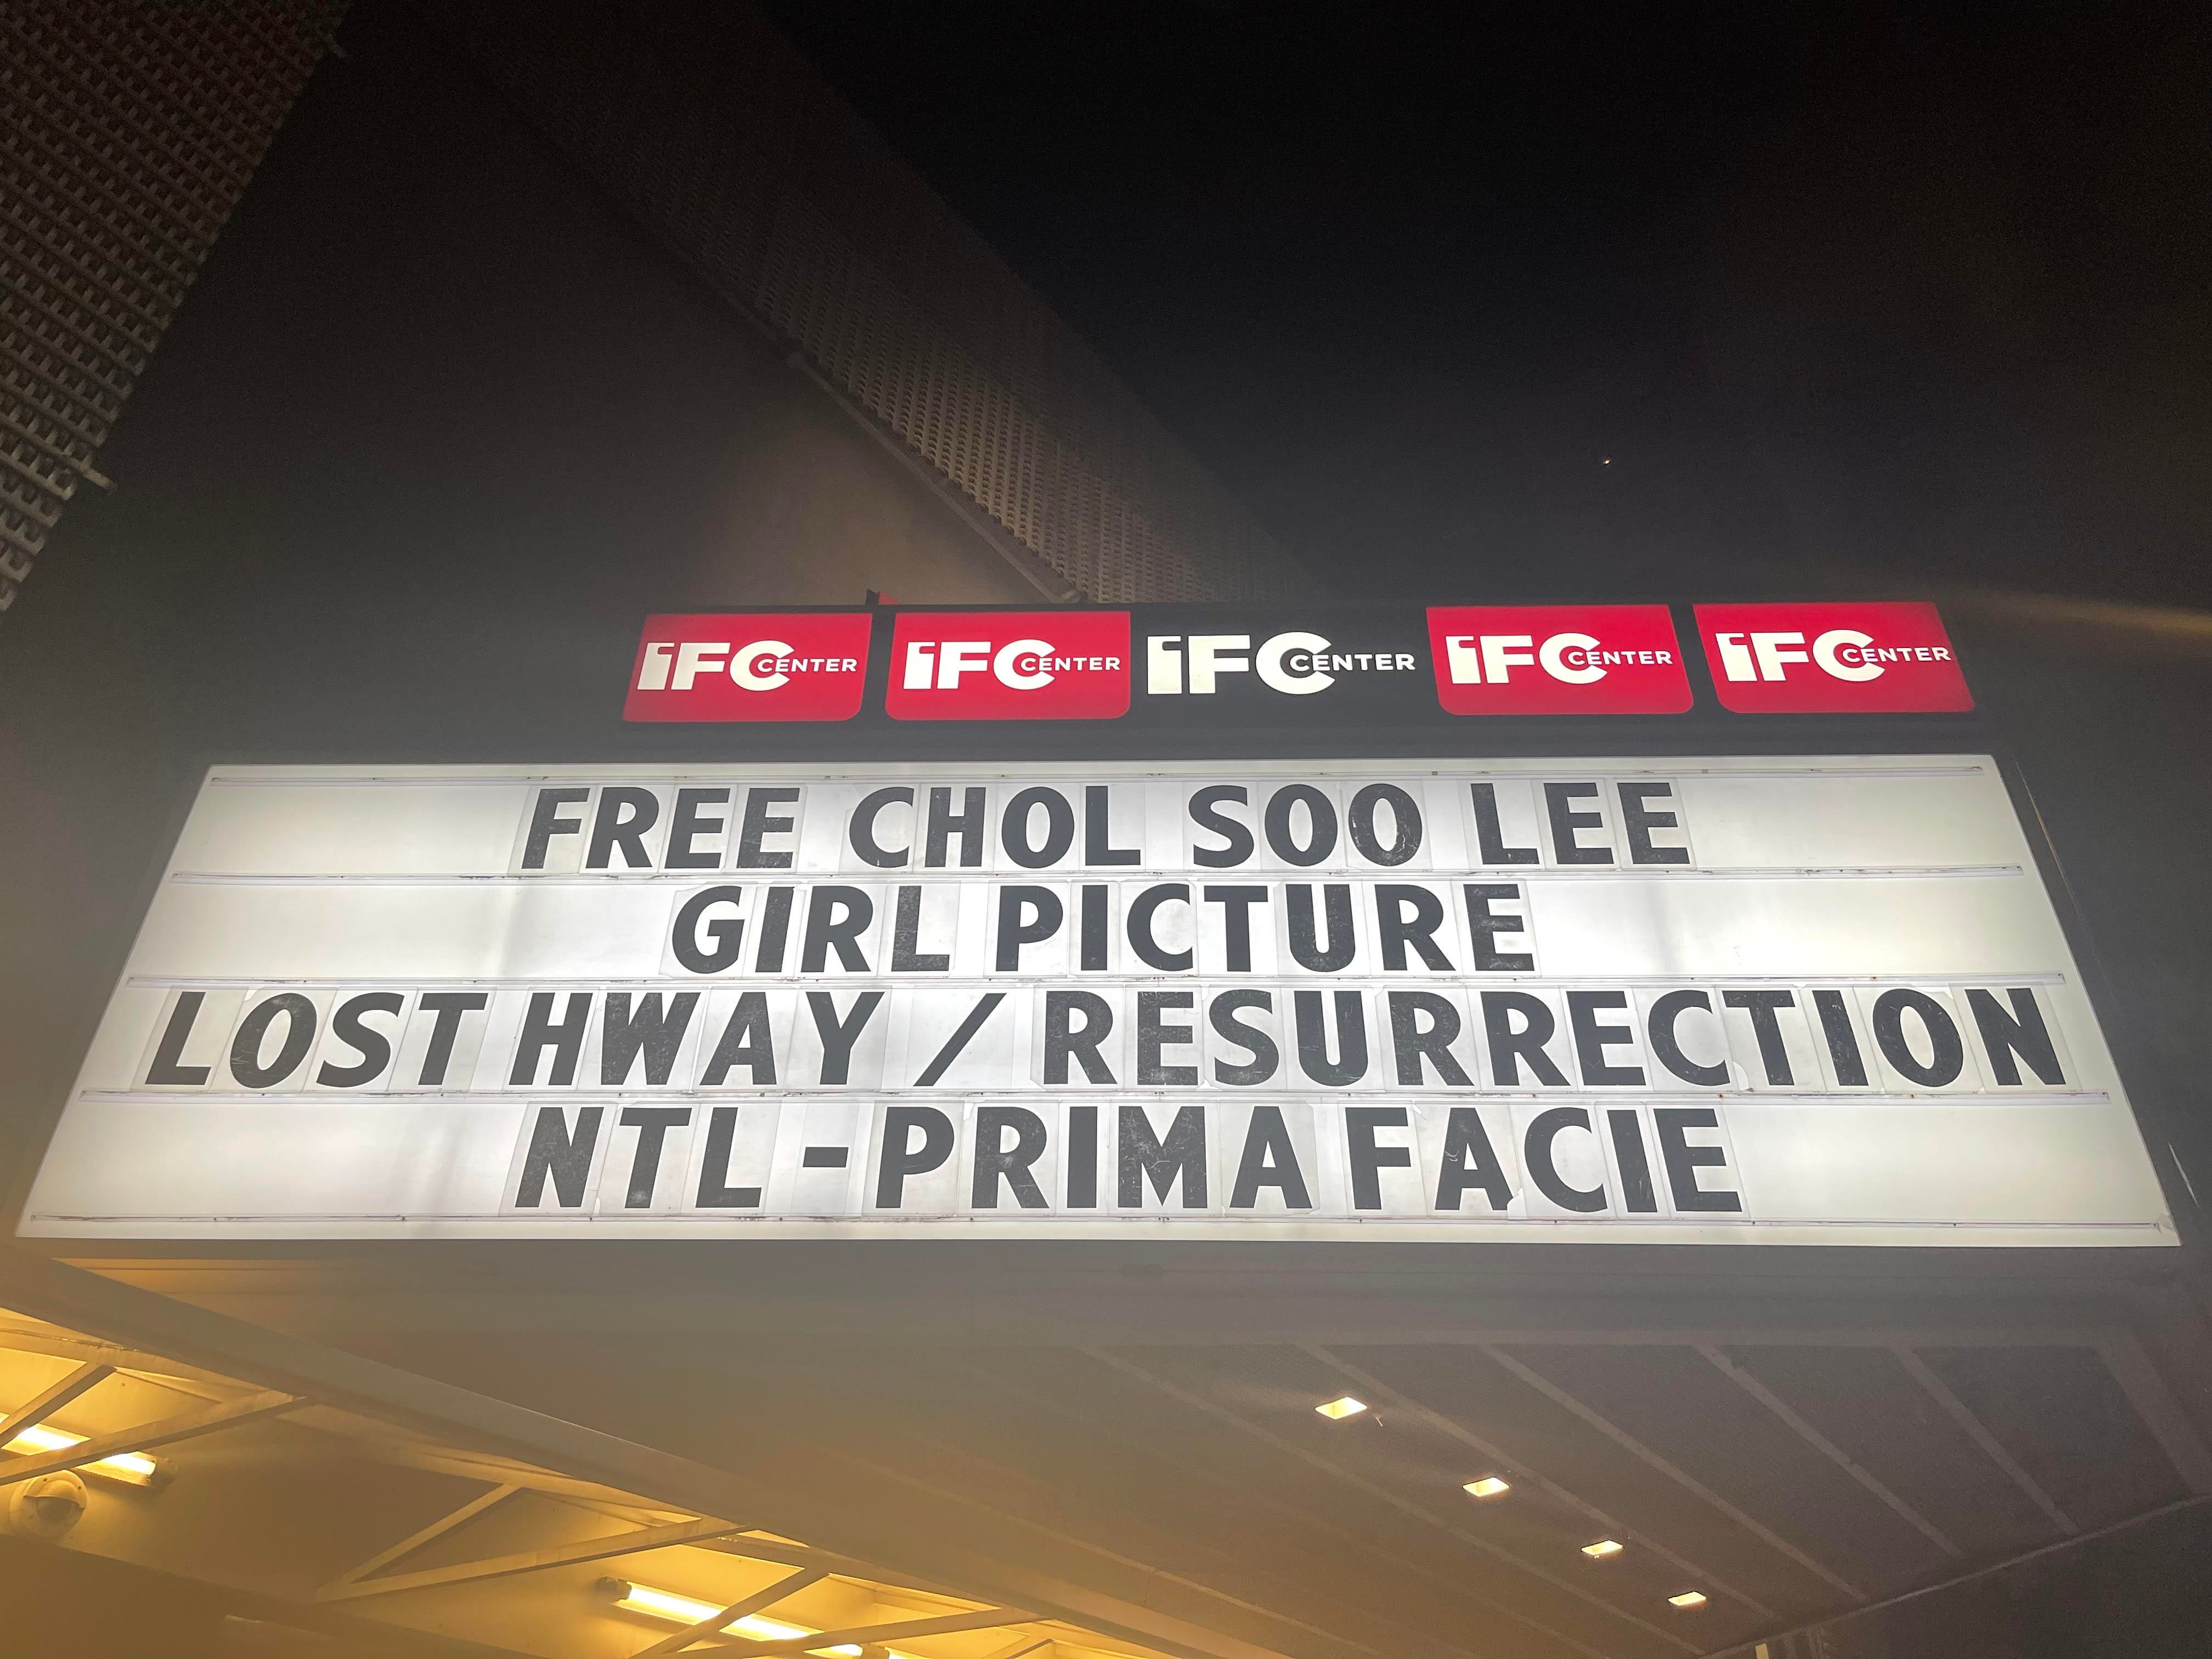 iFC CENTER iFC CENTER iFC CENTER iFC CENTER iFC CENTER
FREE CHOL SOO LEE
GIRL PICTURE
LOST HWAY / RESURRECTION
NTL - PRIMA FACIE